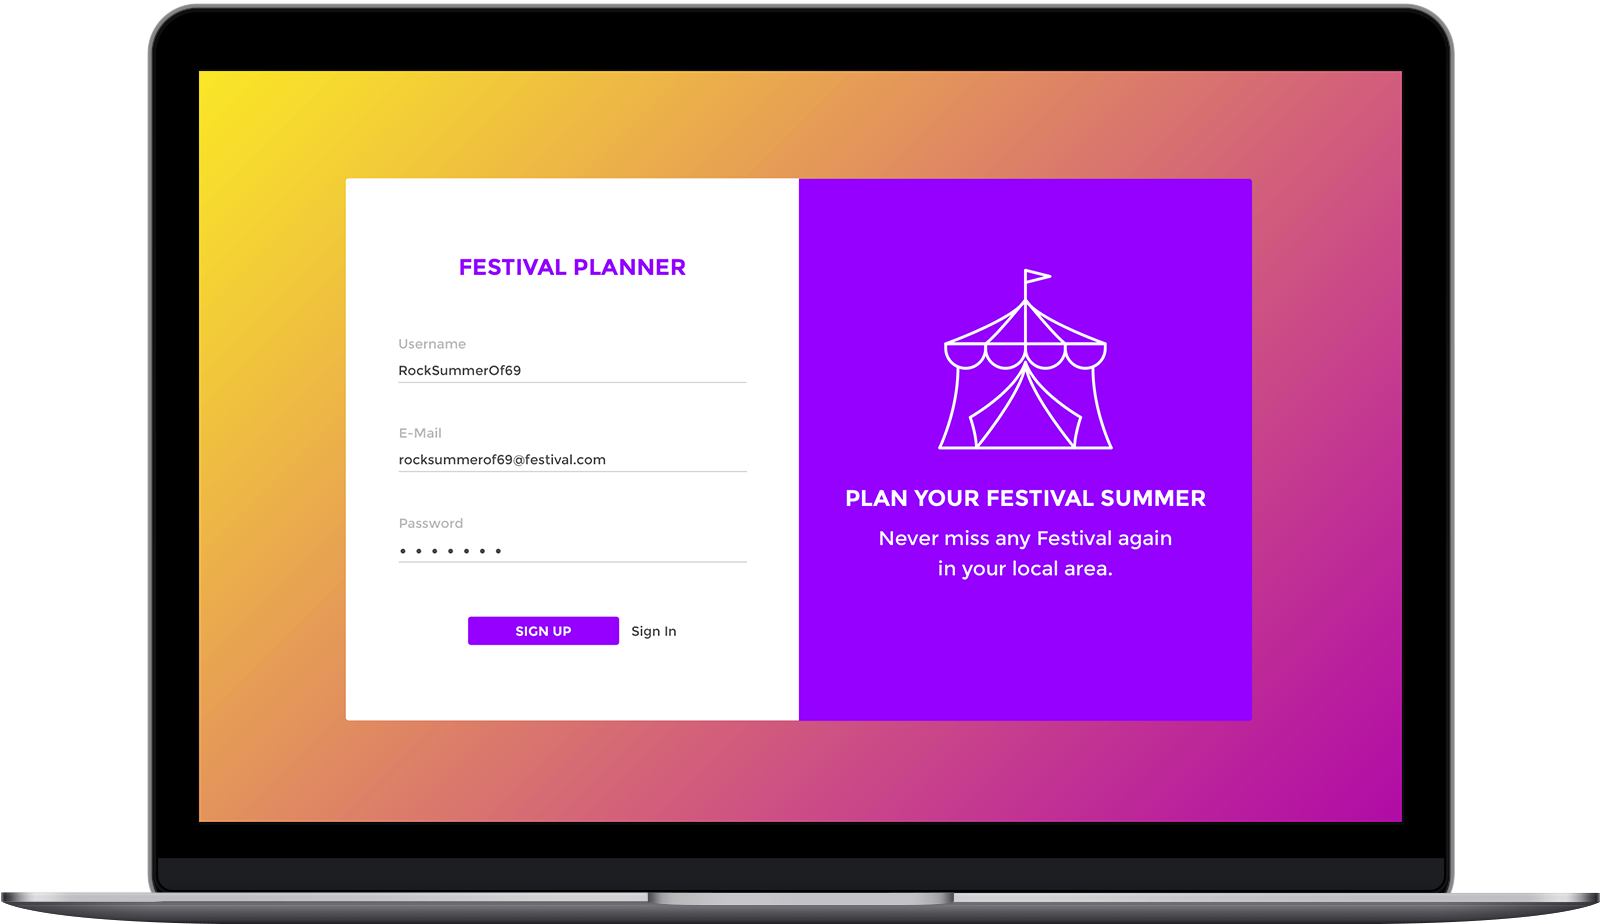 FESTIVAL PLANNER
Username
RockSummerOf69
E-Mail
rocksummerof69@festival.com
Password
•••••••
SIGN UP
Sign In
PLAN YOUR FESTIVAL SUMMER
Never miss any Festival again
in your local area.